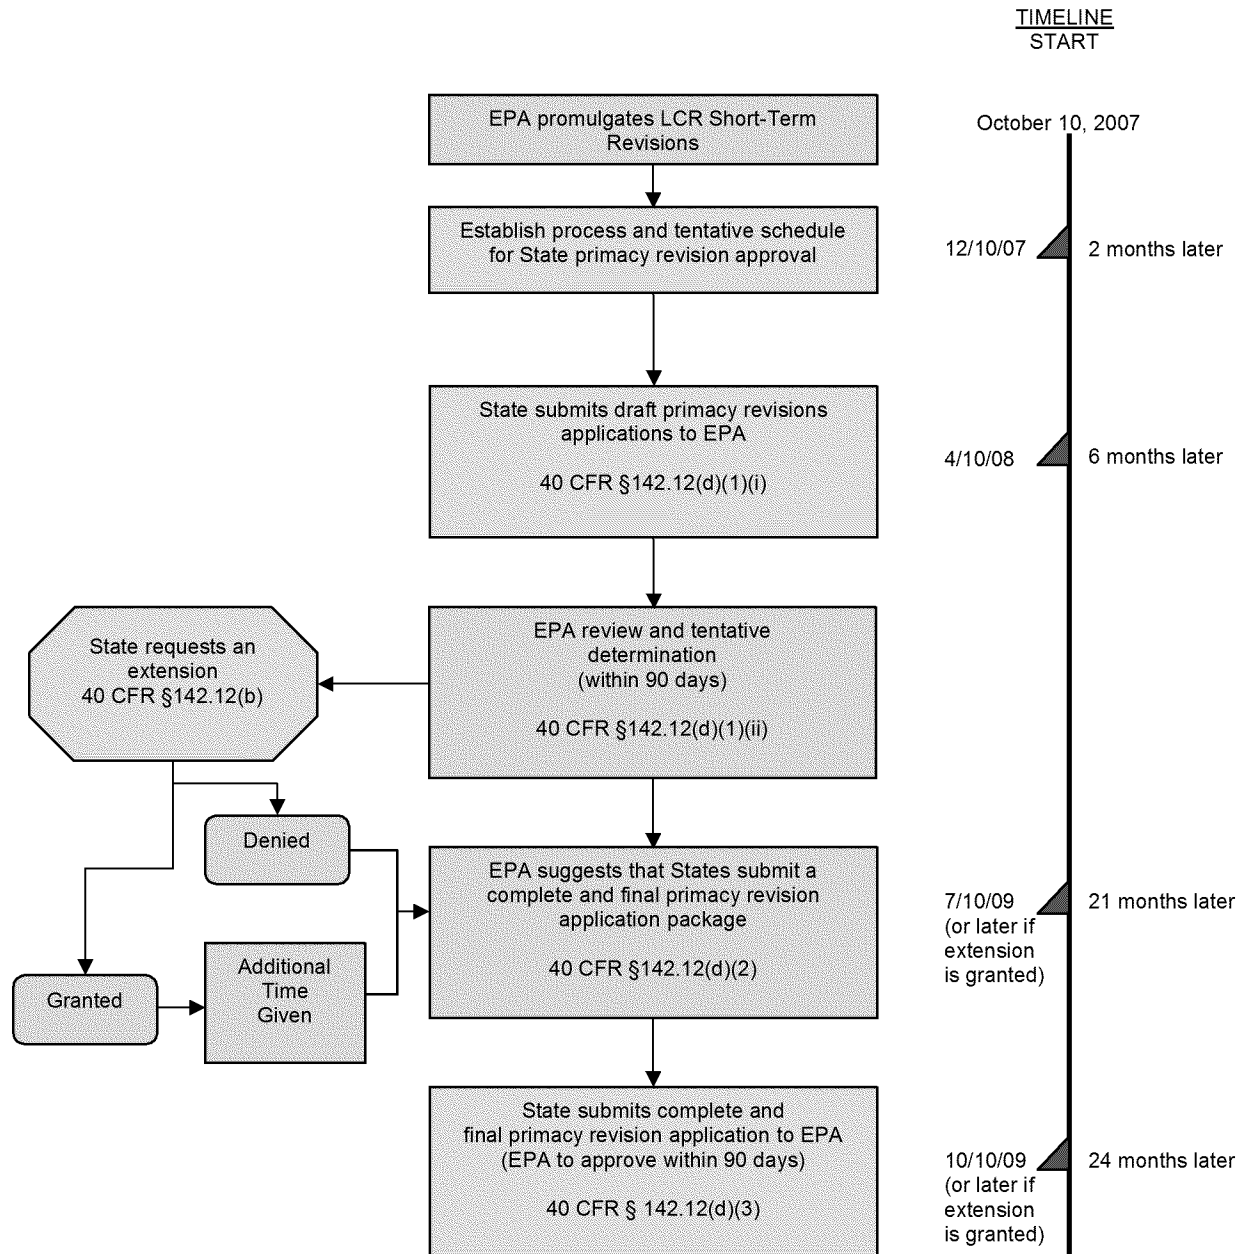 TIMELINE
START
EPA promulgates LCR Short-Term
Revisions
October 10, 2007
Establish process and tentative schedule
for State primacy revision approval
12/10/07
2 months later
State submits draft primacy revisions
applications to EPA
40 CFR §142.12(d)(1)(i)
4/10/08
6 months later
State requests an
extension
40 CFR §142.12(b)
EPA review and tentative
determination
(within 90 days)
40 CFR §142.12(d)(1)(ii)
Denied
Granted
Additional
Time
Given
EPA suggests that States submit a
complete and final primacy revision
application package
40 CFR §142.12(d)(2)
7/10/09
(or later if
extension
is granted)
21 months later
State submits complete and
final primacy revision application to EPA
(EPA to approve within 90 days)
40 CFR § 142.12(d)(3)
10/10/09
(or later if
extension
is granted)
24 months later